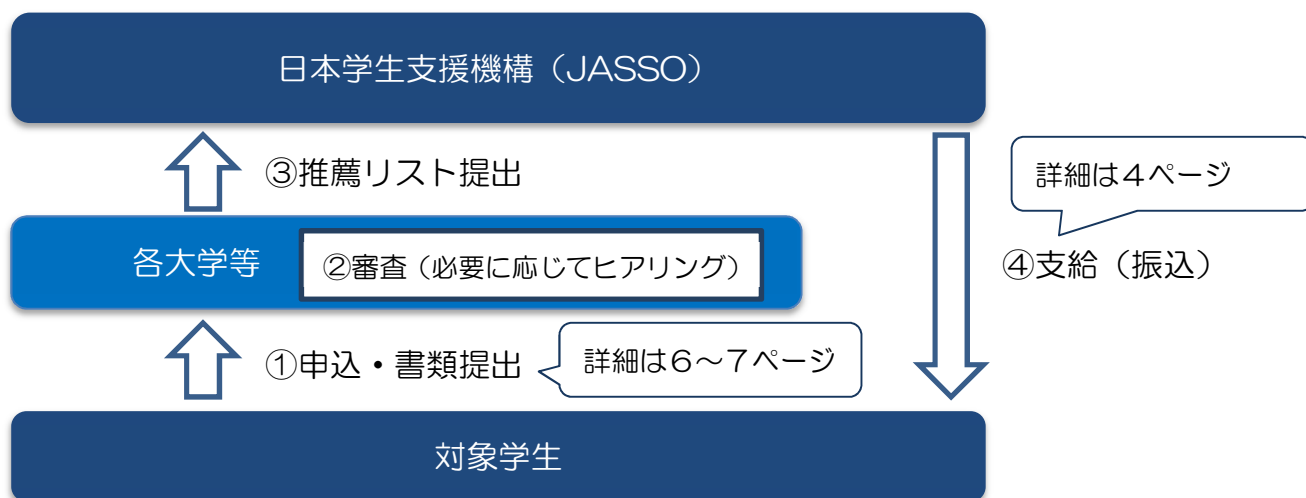 日本学生支援機構（JASSO）
③推薦リスト提出
詳細は４ページ
各大学等
②審査（必要に応じてヒアリング）
④支給（振込）
①申込・書類提出
詳細は６～７ページ
対象学生